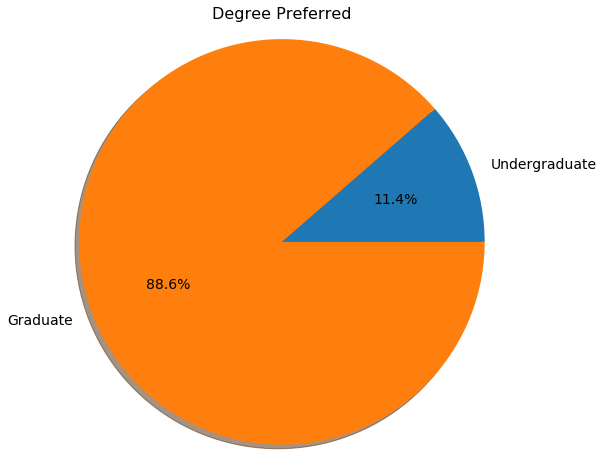 Degree Preferred
Undergraduate
11.4%
88.6%
Graduate